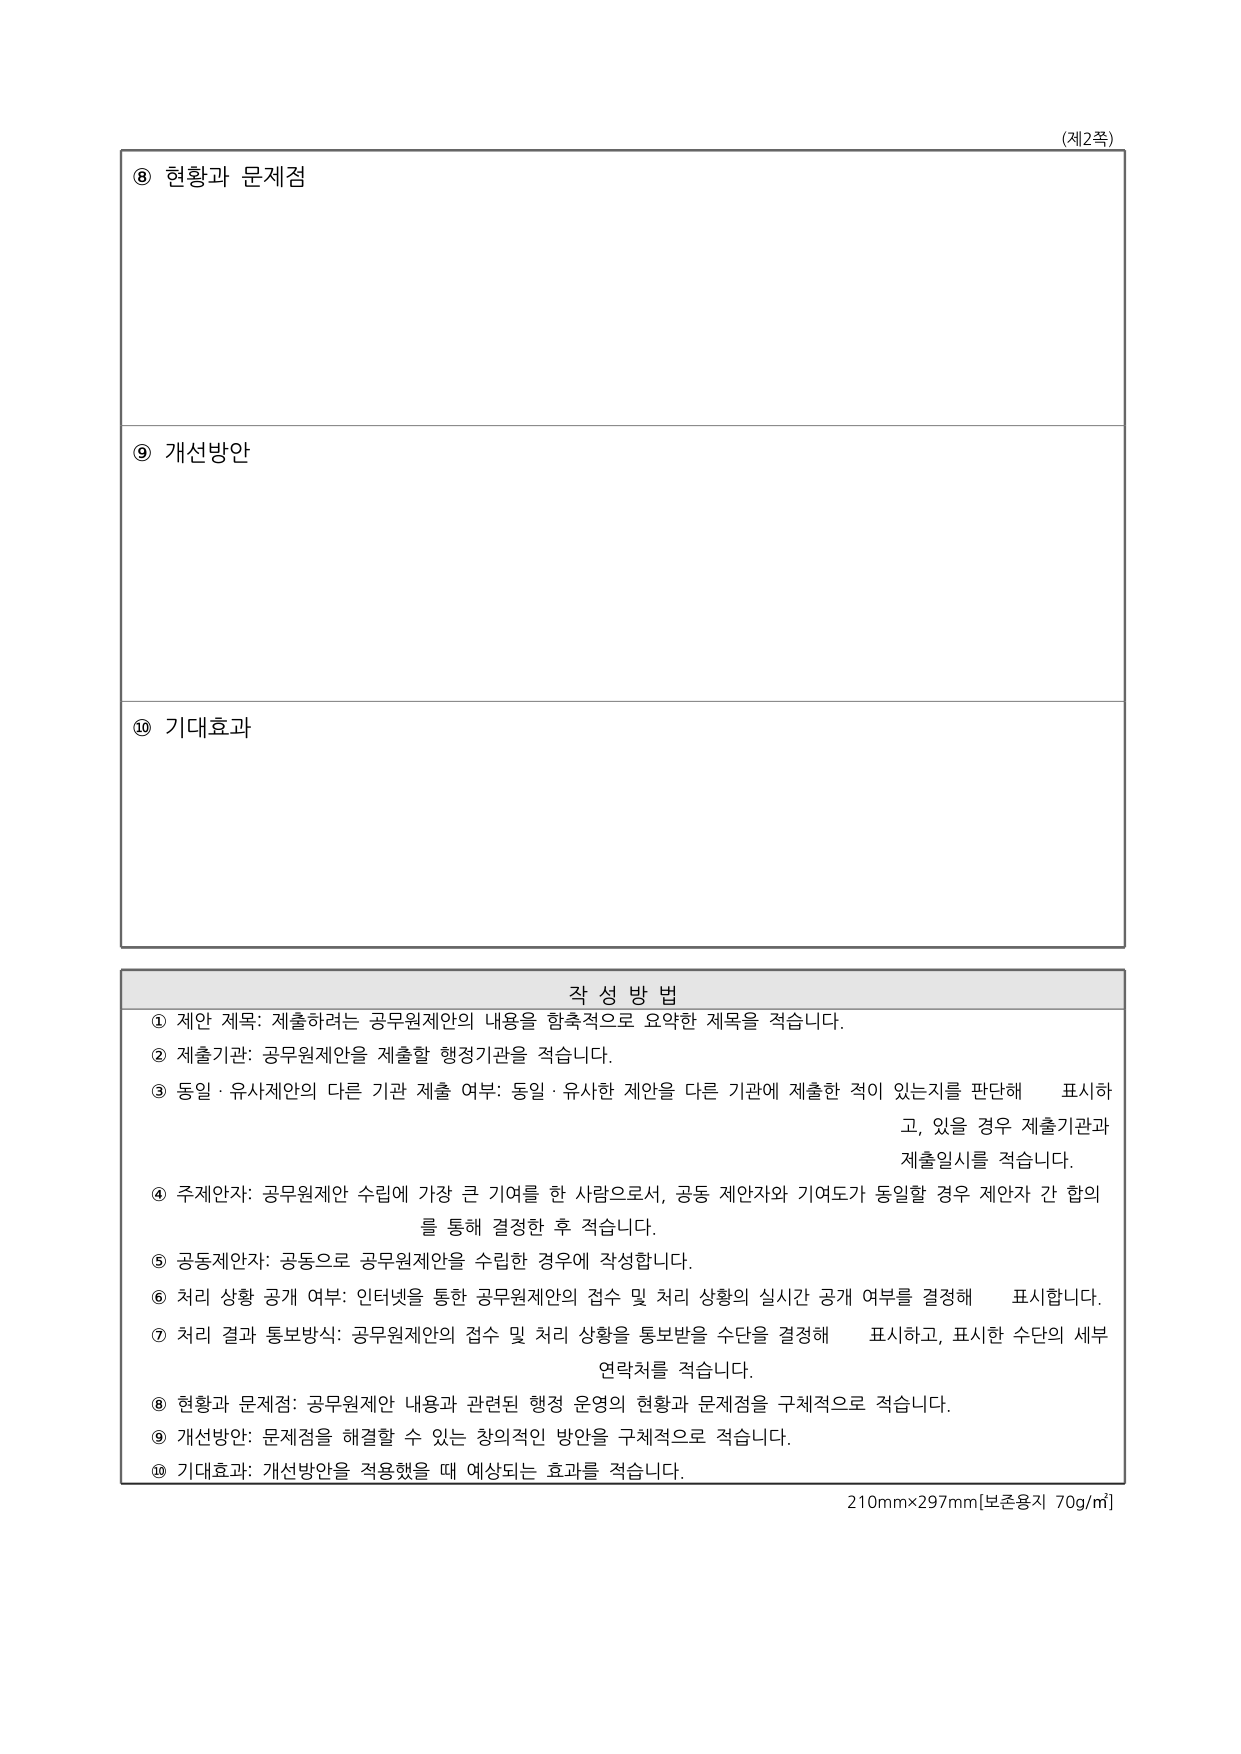 (제2쪽)
⑧ 현황과 문제점
⑨ 개선방안
⑩ 기대효과
작 성 방 법
① 제안 제목: 제출하려는 공무원제안의 내용을 함축적으로 요약한 제목을 적습니다.
② 제출기관: 공무원제안을 제출할 행정기관을 적습니다.
③ 동일·유사제안의 다른 기관 제출 여부: 동일·유사한 제안을 다른 기관에 제출한 적이 있는지를 판단해 표시하
고, 있을 경우 제출기관과
제출일시를 적습니다.
④ 주제안자: 공무원제안 수립에 가장 큰 기여를 한 사람으로서, 공동 제안자와 기여도가 동일할 경우 제안자 간 합의
를 통해 결정한 후 적습니다.
⑤ 공동제안자: 공동으로 공무원제안을 수립한 경우에 작성합니다.
⑥ 처리 상황 공개 여부: 인터넷을 통한 공무원제안의 접수 및 처리 상황의 실시간 공개 여부를 결정해 표시합니다.
⑦ 처리 결과 통보방식: 공무원제안의 접수 및 처리 상황을 통보받을 수단을 결정해 표시하고, 표시한 수단의 세부
연락처를 적습니다.
⑧ 현황과 문제점: 공무원제안 내용과 관련된 행정 운영의 현황과 문제점을 구체적으로 적습니다.
⑨ 개선방안: 문제점을 해결할 수 있는 창의적인 방안을 구체적으로 적습니다.
⑩ 기대효과: 개선방안을 적용했을 때 예상되는 효과를 적습니다.
210mm×297mm[보존용지 70g/㎡]